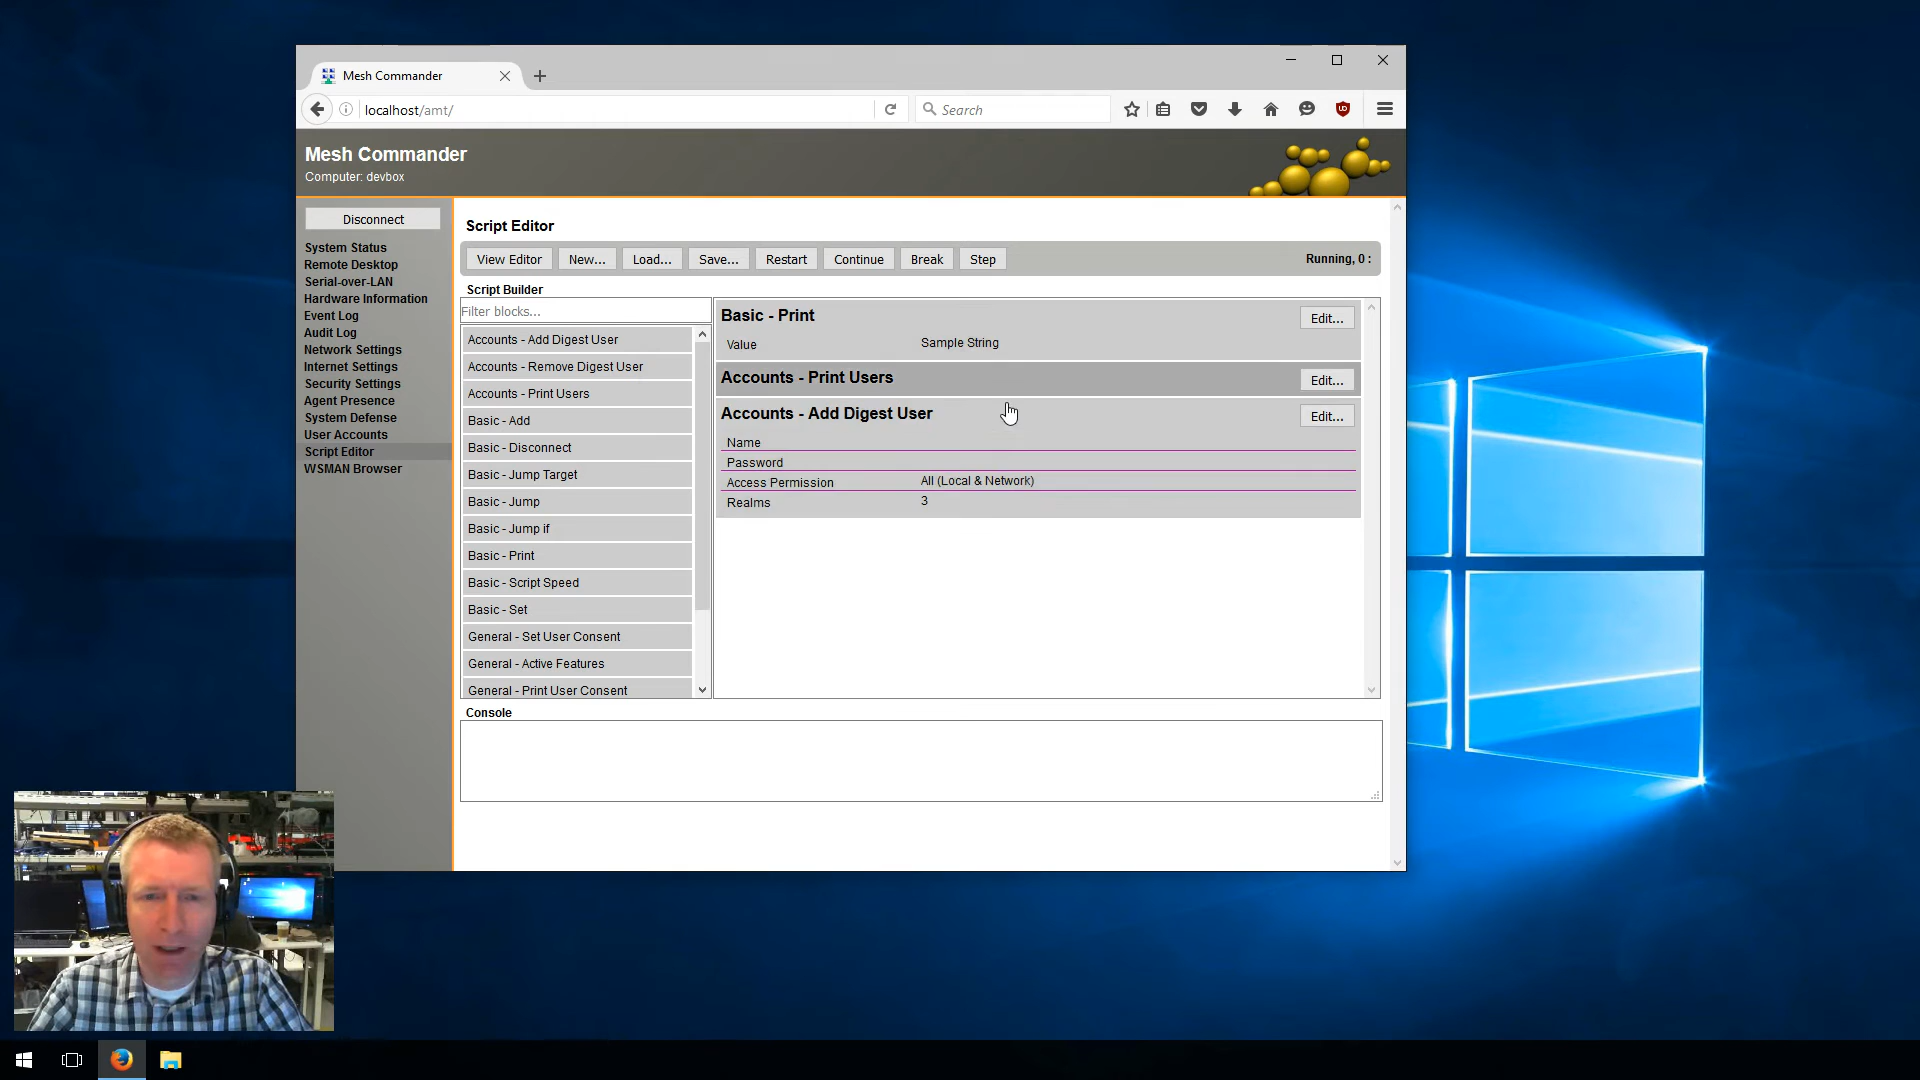 Mesh Commander
localhost/amt/
Search
Mesh Commander
Computer: devbox
Disconnect
System Status
Remote Desktop
Serial-over-LAN
Hardware Information
Event Log
Audit Log
Network Settings
Internet Settings
Security Settings
Agent Presence
System Defense
User Accounts
Script Editor
WSMAN Browser
Script Editor
View Editor
New...
Load...
Save...
Restart
Continue
Break
Step
Running, 0 :
Script Builder
Filter blocks...
Accounts - Add Digest User
Accounts - Remove Digest User
Accounts - Print Users
Basic - Add
Basic - Disconnect
Basic - Jump Target
Basic - Jump
Basic - Jump if
Basic - Print
Basic - Script Speed
Basic - Set
General - Set User Consent
General - Active Features
General - Print User Consent
Basic - Print
Edit...
Value Sample String
Accounts - Print Users
Edit...
Accounts - Add Digest User
Edit...
Name
Password
Access Permission All (Local & Network)
Realms 3
Console